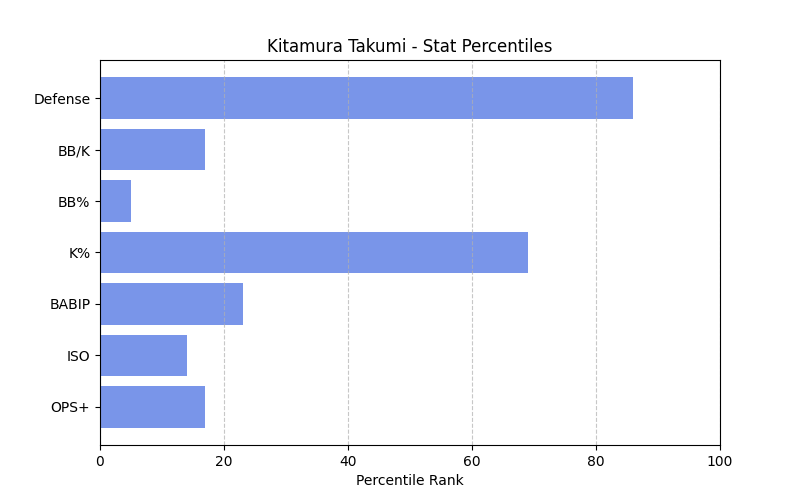 Kitamura Takumi - Stat Percentiles
Defense
BB/K
BB%
K%
BABIP
ISO
OPS+
0 20 40 60 80 100
Percentile Rank